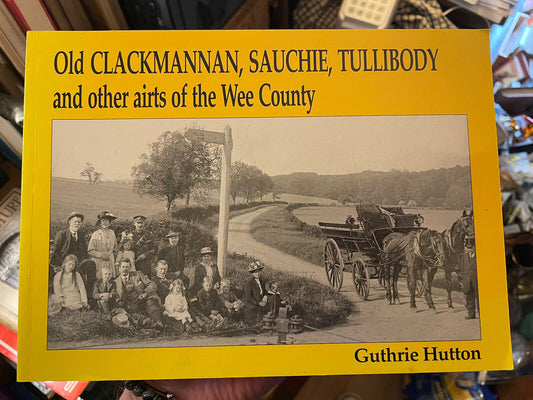 Old CLACKMANNAN, SAUCHIE, TULLIBODY
and other airts of the Wee County
Guthrie Hutton